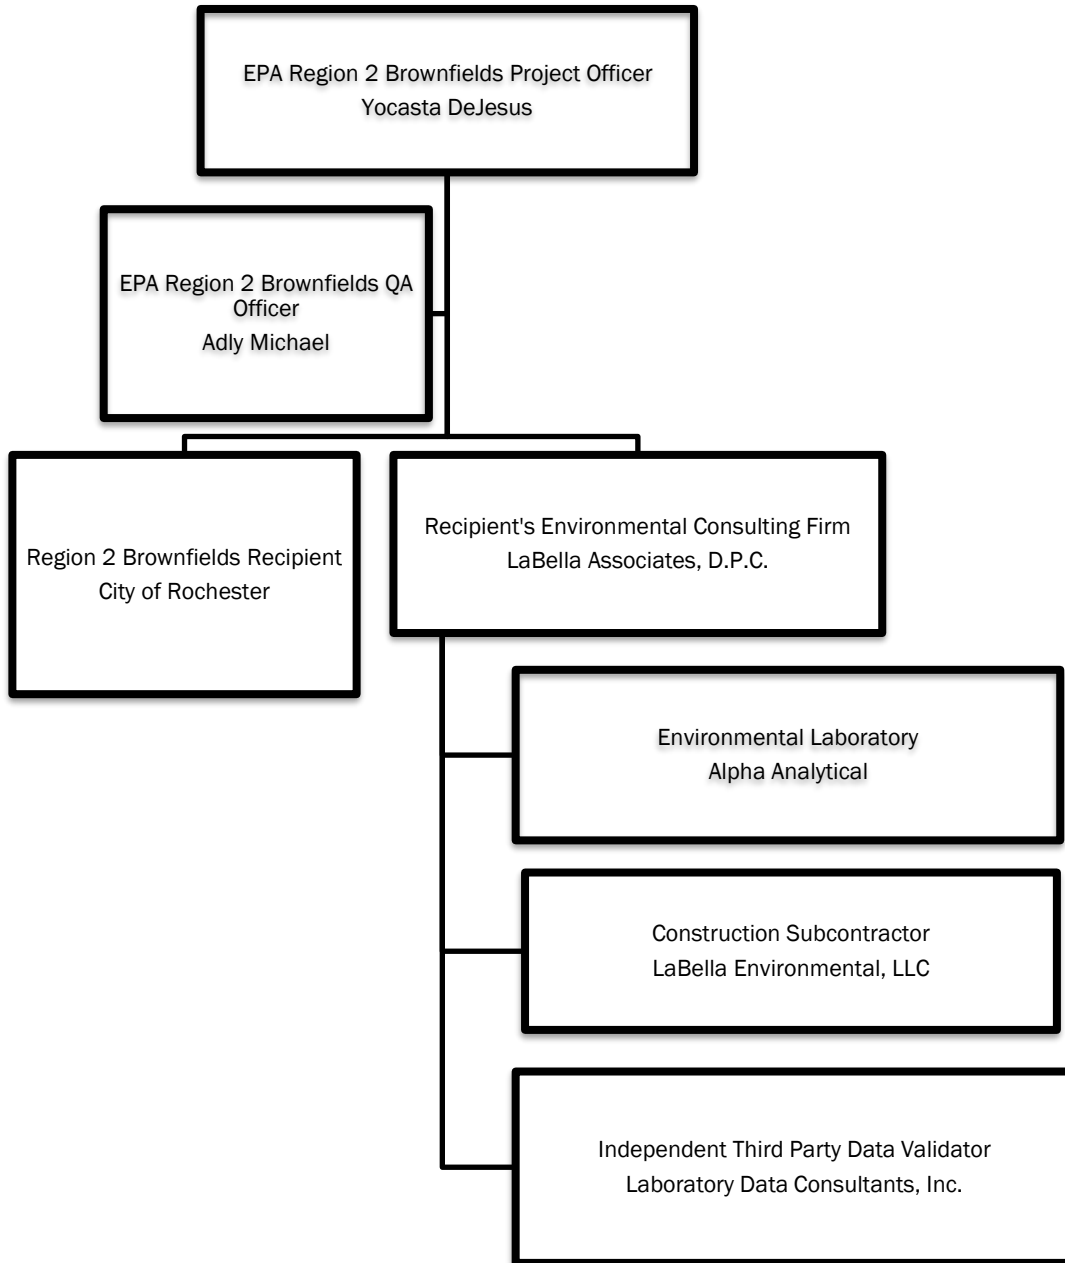 EPA Region 2 Brownfields Project Officer
Yocasta DeJesus
EPA Region 2 Brownfields QA
Officer
Adly Michael
Region 2 Brownfields Recipient
City of Rochester
Recipient's Environmental Consulting Firm
LaBella Associates, D.P.C.
Environmental Laboratory
Alpha Analytical
Construction Subcontractor
LaBella Environmental, LLC
Independent Third Party Data Validator
Laboratory Data Consultants, Inc.